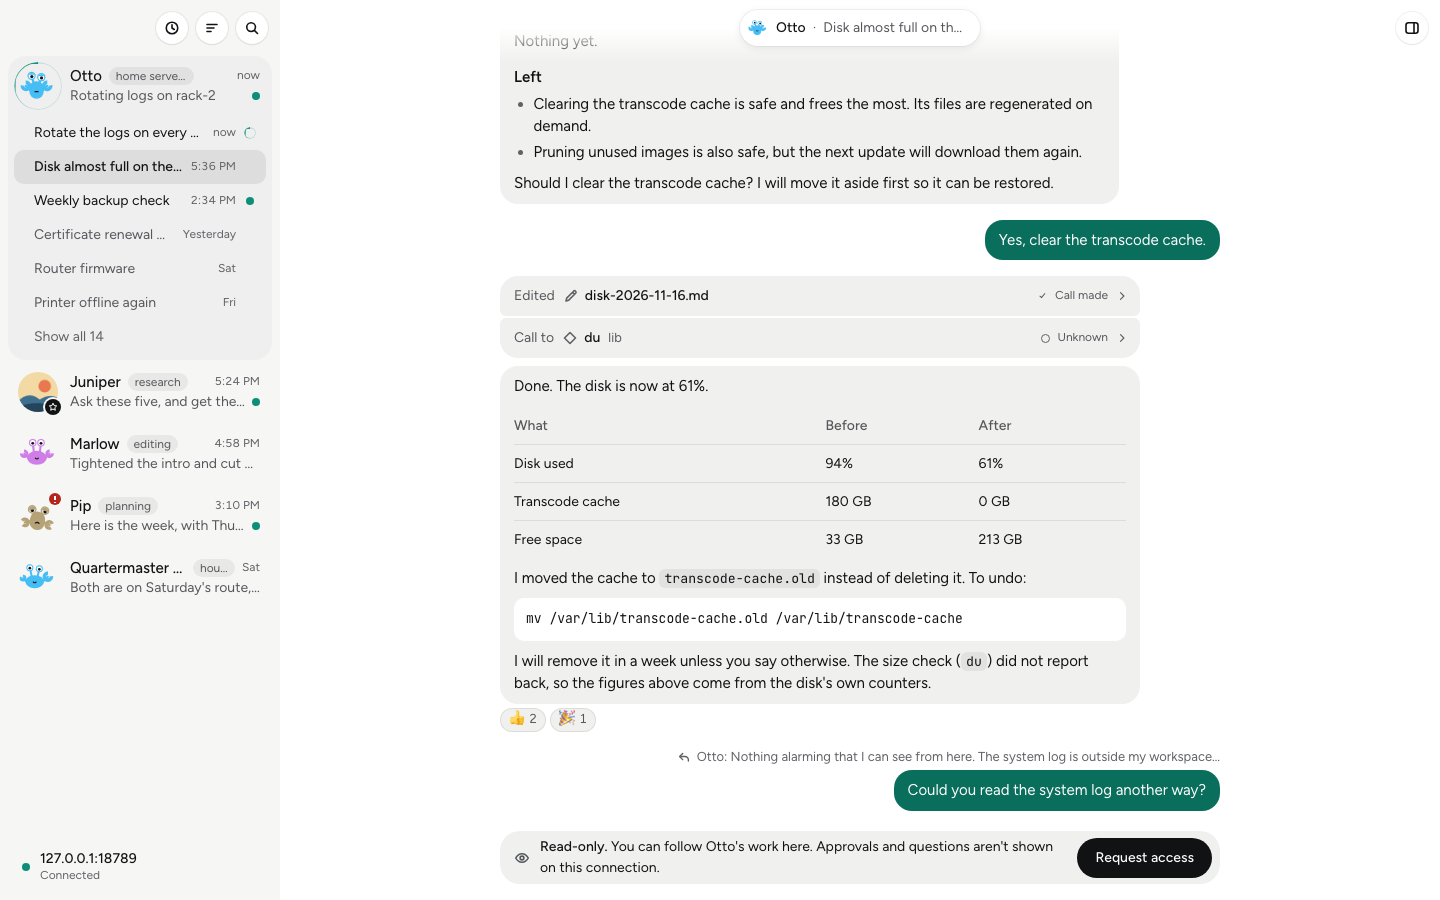 Otto home serve... now
Rotating logs on rack-2
Rotate the logs on every ... now
Disk almost full on the... 5:36 PM
Weekly backup check 2:34 PM
Certificate renewal ... Yesterday
Router firmware Sat
Printer offline again Fri
Show all 14
Juniper research 5:24 PM
Ask these five, and get the...
Marlow editing 4:58 PM
Tightened the intro and cut ...
Pip planning 3:10 PM
Here is the week, with Thu...
Quartermaster ... hou... Sat
Both are on Saturday's route,...
127.0.0.1:18789
Connected
Otto · Disk almost full on th...
Nothing yet.
Left
• Clearing the transcode cache is safe and frees the most. Its files are regenerated on
demand.
• Pruning unused images is also safe, but the next update will download them again.
Should I clear the transcode cache? I will move it aside first so it can be restored.
Yes, clear the transcode cache.
Edited disk-2026-11-16.md Call made
Call to du lib Unknown
Done. The disk is now at 61%.
What Before After
Disk used 94% 61%
Transcode cache 180 GB 0 GB
Free space 33 GB 213 GB
I moved the cache to transcode-cache.old instead of deleting it. To undo:
mv /var/lib/transcode-cache.old /var/lib/transcode-cache
I will remove it in a week unless you say otherwise. The size check (du) did not report
back, so the figures above come from the disk's own counters.
👍 2 🎉 1
Otto: Nothing alarming that I can see from here. The system log is outside my workspace...
Could you read the system log another way?
Read-only. You can follow Otto's work here. Approvals and questions aren't shown
on this connection.
Request access